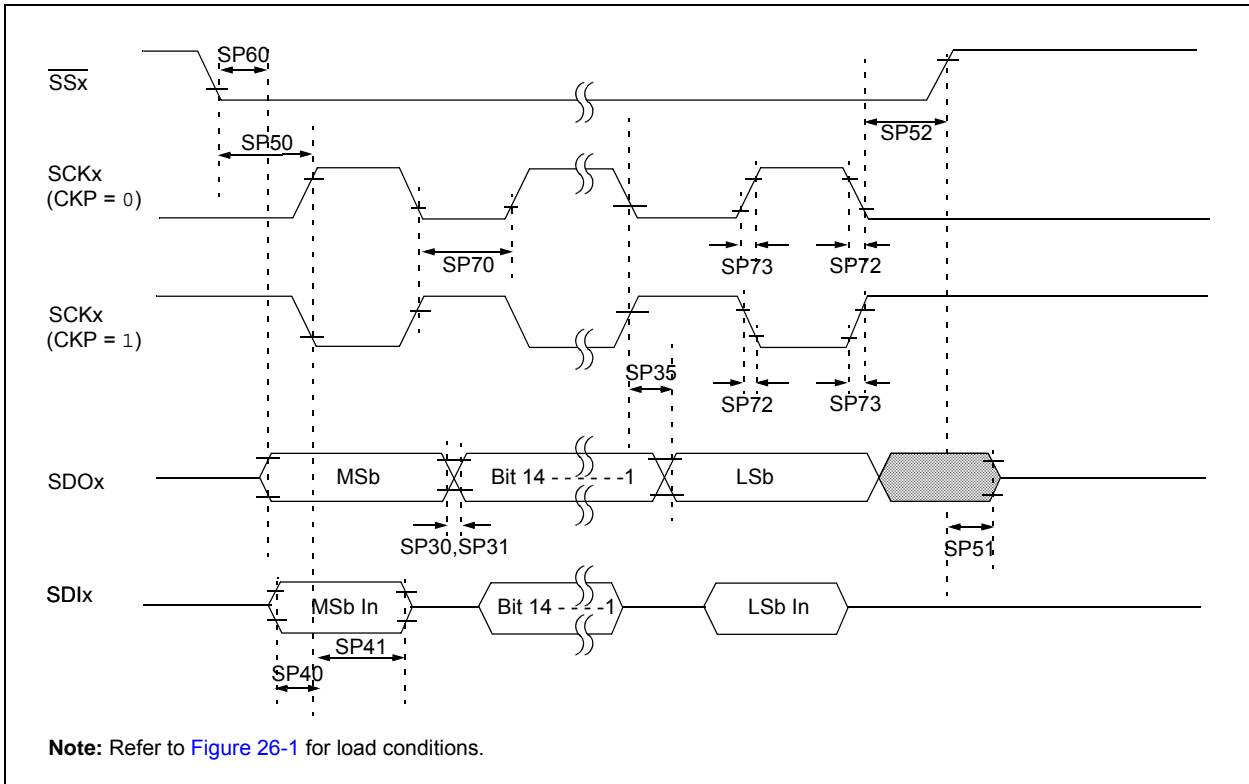 SP60
SSx
SP50
SP52
SCKx
(CKP = 0)
SP70
SP73
SP72
SCKx
(CKP = 1)
SP35
SP72
SP73
SDOx
MSb
Bit 14 - - - - - -1
LSb
SP30,SP31
SP51
SDIx
MSb In
Bit 14 - - - -1
LSb In
SP41
SP40
Note: Refer to Figure 26-1 for load conditions.